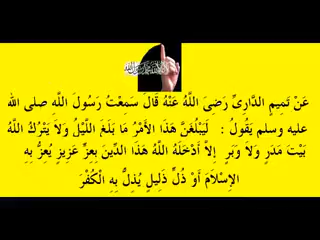 عَنْ تَمِيمٍ الدَّارِىِّ رَضِىَ اللَّهُ عَنْهُ قَالَ سَمِعْتُ رَسُولَ اللَّهِ صلى الله
عليه وسلم يَقُولُ : لَيَبْلُغَنَّ هَذَا الأَمْرُ مَا بَلَغَ اللَّيْلُ وَلاَ يَتْرُكُ اللَّهُ
بَيْتَ مَدَرٍ وَلاَ وَبَرٍ إِلاَّ أَدْخَلَهُ اللَّهُ هَذَا الدِّينَ بِعِزِّ عَزِيزٍ يُعِزُّ بِهِ
الإِسْلاَمَ أَوْ ذُلِّ ذَلِيلٍ يُذِلُّ بِهِ الْكُفْرَ